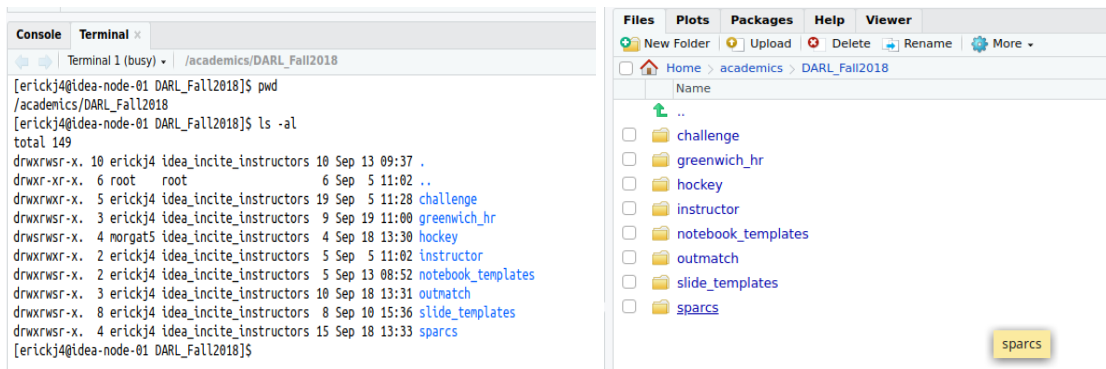 Console Terminal ×
Terminal 1 (busy) /academics/DARL_Fall2018
[erickj4@idea-node-01 DARL_Fall2018]$ pwd
/academics/DARL_Fall2018
[erickj4@idea-node-01 DARL_Fall2018]$ ls -al
total 149
drwxrwsr-x. 10 erickj4 idea_incite_instructors 10 Sep 13 09:37 .
drwxr-xr-x. 6 root root 6 Sep 5 11:02 ..
drwxrwxr-x. 5 erickj4 idea_incite_instructors 19 Sep 5 11:28 challenge
drwxrwsr-x. 3 erickj4 idea_incite_instructors 9 Sep 19 11:00 greenwich_hr
drwsrwsr-x. 4 morgat5 idea_incite_instructors 4 Sep 18 13:30 hockey
drwxrwxr-x. 2 erickj4 idea_incite_instructors 5 Sep 5 11:02 instructor
drwxrwsr-x. 2 erickj4 idea_incite_instructors 5 Sep 13 08:52 notebook_templates
drwxrwsr-x. 3 erickj4 idea_incite_instructors 10 Sep 18 13:31 outmatch
drwxrwsr-x. 8 erickj4 idea_incite_instructors 8 Sep 10 15:36 slide_templates
drwxrwsr-x. 4 erickj4 idea_incite_instructors 15 Sep 18 13:33 sparcs
[erickj4@idea-node-01 DARL_Fall2018]$
Files Plots Packages Help Viewer
New Folder Upload Delete Rename More
Home > academics > DARL_Fall2018
Name
..
challenge
greenwich_hr
hockey
instructor
notebook_templates
outmatch
slide_templates
sparcs
sparcs